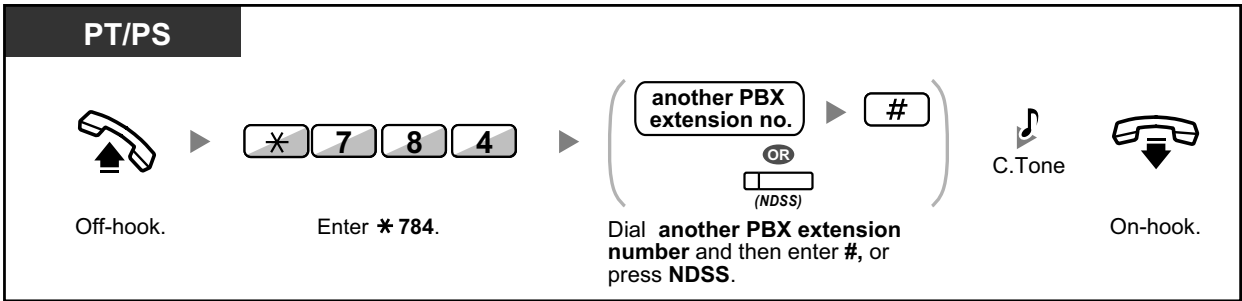 PT/PS
another PBX
extension no.
#
* 7 8 4
OR
C.Tone
(NDSS)
Off-hook.
Enter * 784.
Dial another PBX extension
number and then enter #, or
press NDSS.
On-hook.